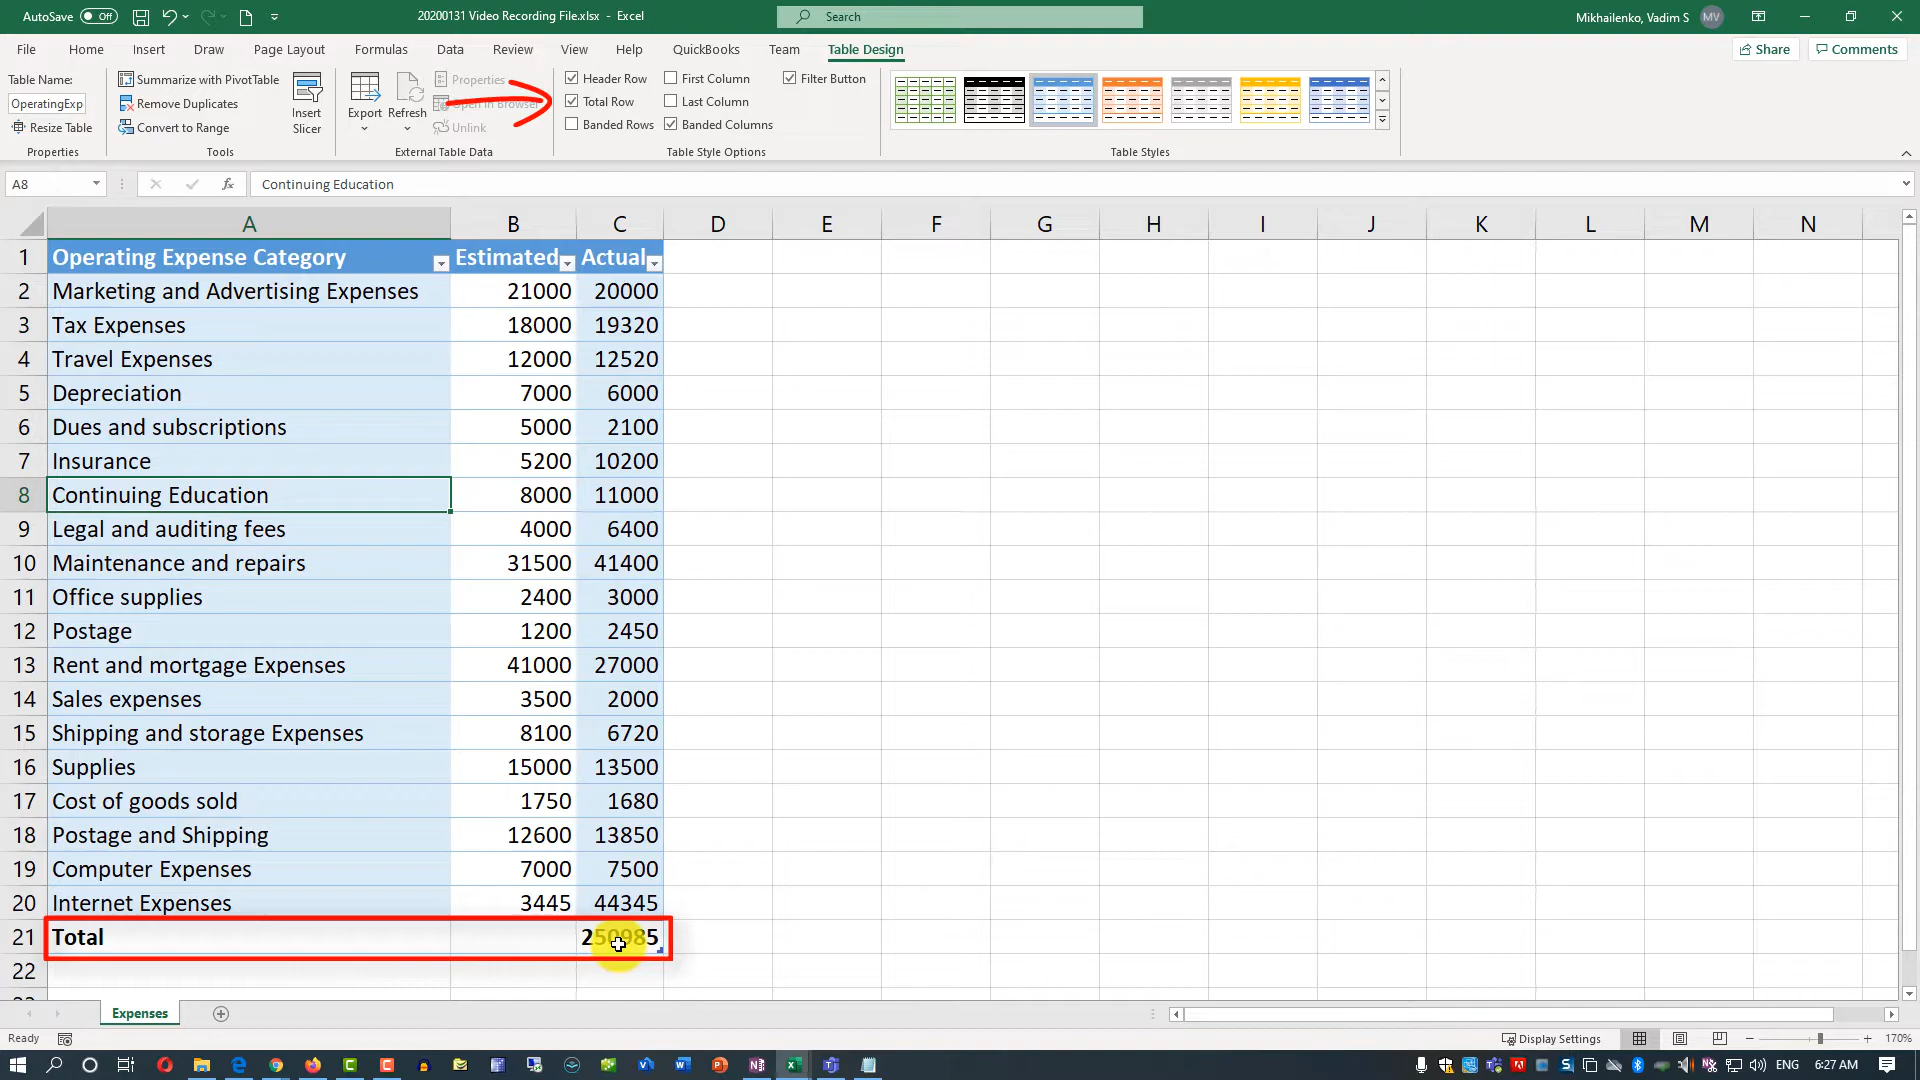 AutoSave Off 20200131 Video Recording File.xlsx - Excel Search Mikhailenko, Vadim S MV
File Home Insert Draw Page Layout Formulas Data Review View Help QuickBooks Team Table Design Share Comments
Table Name: Summarize with PivotTable Properties Header Row First Column Filter Button
OperatingExp Remove Duplicates Insert Slicer Export Refresh Open in Browser Total Row Last Column
Resize Table Convert to Range Unlink Banded Rows Banded Columns
Properties Tools External Table Data Table Style Options Table Styles
A8 fx Continuing Education
A B C D E F G H I J K L M N
1 Operating Expense Category Estimated Actual
2 Marketing and Advertising Expenses 21000 20000
3 Tax Expenses 18000 19320
4 Travel Expenses 12000 12520
5 Depreciation 7000 6000
6 Dues and subscriptions 5000 2100
7 Insurance 5200 10200
8 Continuing Education 8000 11000
9 Legal and auditing fees 4000 6400
10 Maintenance and repairs 31500 41400
11 Office supplies 2400 3000
12 Postage 1200 2450
13 Rent and mortgage Expenses 41000 27000
14 Sales expenses 3500 2000
15 Shipping and storage Expenses 8100 6720
16 Supplies 15000 13500
17 Cost of goods sold 1750 1680
18 Postage and Shipping 12600 13850
19 Computer Expenses 7000 7500
20 Internet Expenses 3445 44345
21 Total 250985
22
Expenses
Ready Display Settings 170%
ENG 6:27 AM